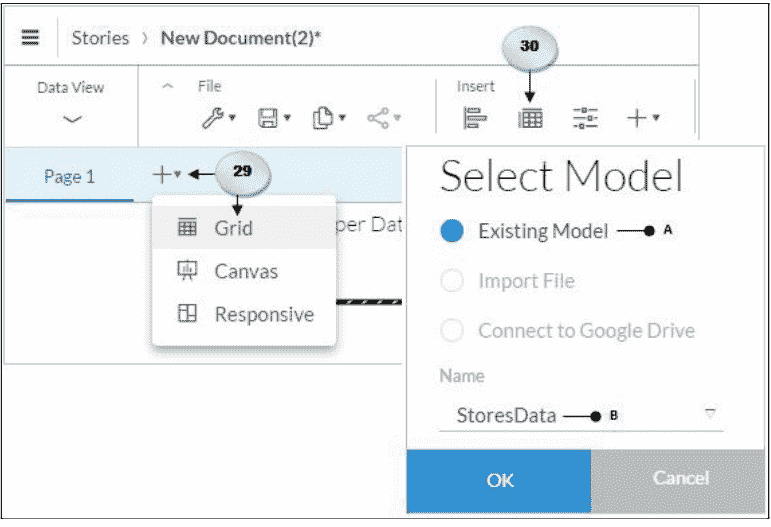 Stories > New Document(2)*
30
Data View
File
Insert
Page 1
29
Grid
per Dat
Canvas
Responsive
Select Model
Existing Model A
Import File
Connect to Google Drive
Name
StoresData B
OK
Cancel